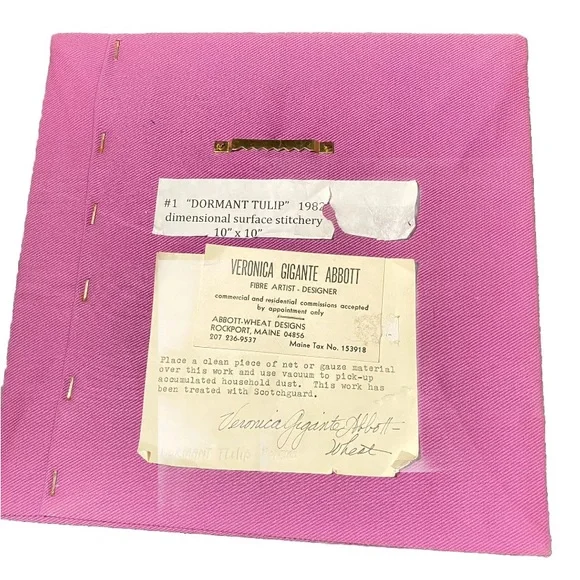 #1 "DORMANT TULIP" 1982
dimensional surface stitchery
10" x 10"
VERONICA GIGANTE ABBOTT
FIBRE ARTIST - DESIGNER
commercial and residential commissions accepted
by appointment only
ABBOTT-WHEAT DESIGNS
ROCKPORT, MAINE 04856
207 236-9537 Maine Tax No. 153918
Place a clean piece of net or gauze material
over this work and use vacuum to pick-up
accumulated household dust. This work has
been treated with Scotchguard.
Veronica Gigante Abbott-
Wheat
DORMANT TULIP